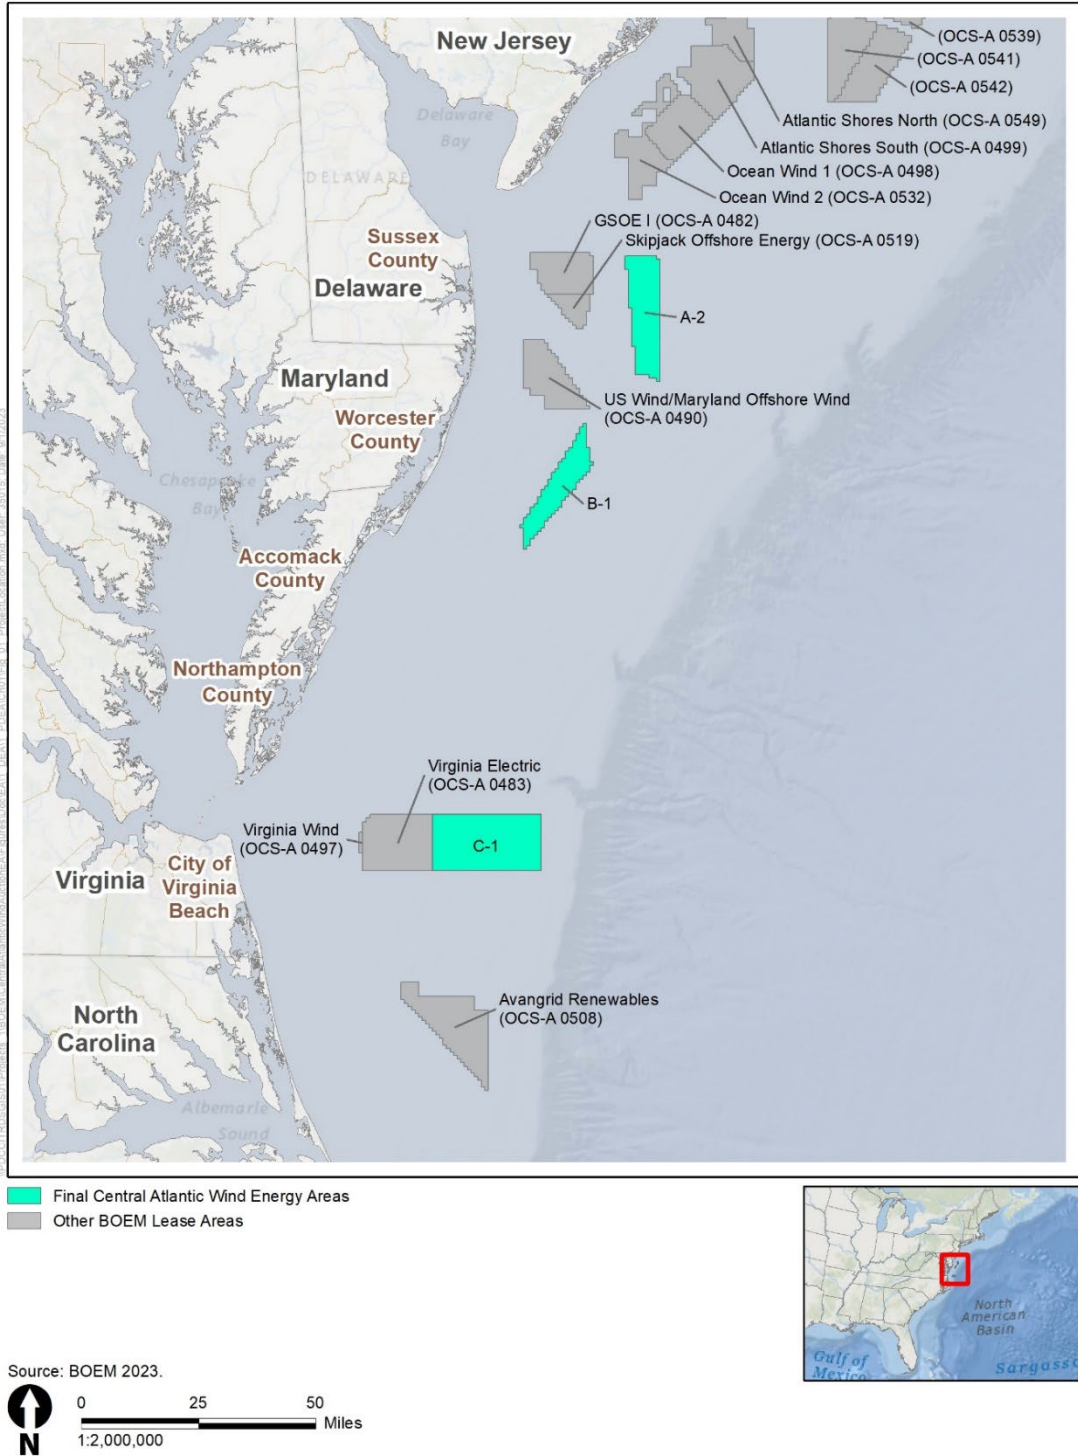 New Jersey
(OCS-A 0539)
(OCS-A 0541)
(OCS-A 0542)
Delaware
Bay
Atlantic Shores North (OCS-A 0549)
Atlantic Shores South (OCS-A 0499)
Ocean Wind 1 (OCS-A 0498)
Ocean Wind 2 (OCS-A 0532)
DELAWARE
GSOE I (OCS-A 0482)
Skipjack Offshore Energy (OCS-A 0519)
Sussex
County
Delaware
A-2
Maryland
US Wind/Maryland Offshore Wind
(OCS-A 0490)
Worcester
County
Chesapeake
Bay
B-1
Accomack
County
Northampton
County
Virginia Electric
(OCS-A 0483)
Virginia Wind
(OCS-A 0497)
C-1
Virginia
City of
Virginia
Beach
Avangrid Renewables
(OCS-A 0508)
North
Carolina
Albemarle
Sound
Final Central Atlantic Wind Energy Areas
Other BOEM Lease Areas
North
American
Basin
Gulf of
Mexico
Sargasso
Source: BOEM 2023.
0 25 50
Miles
1:2,000,000
N